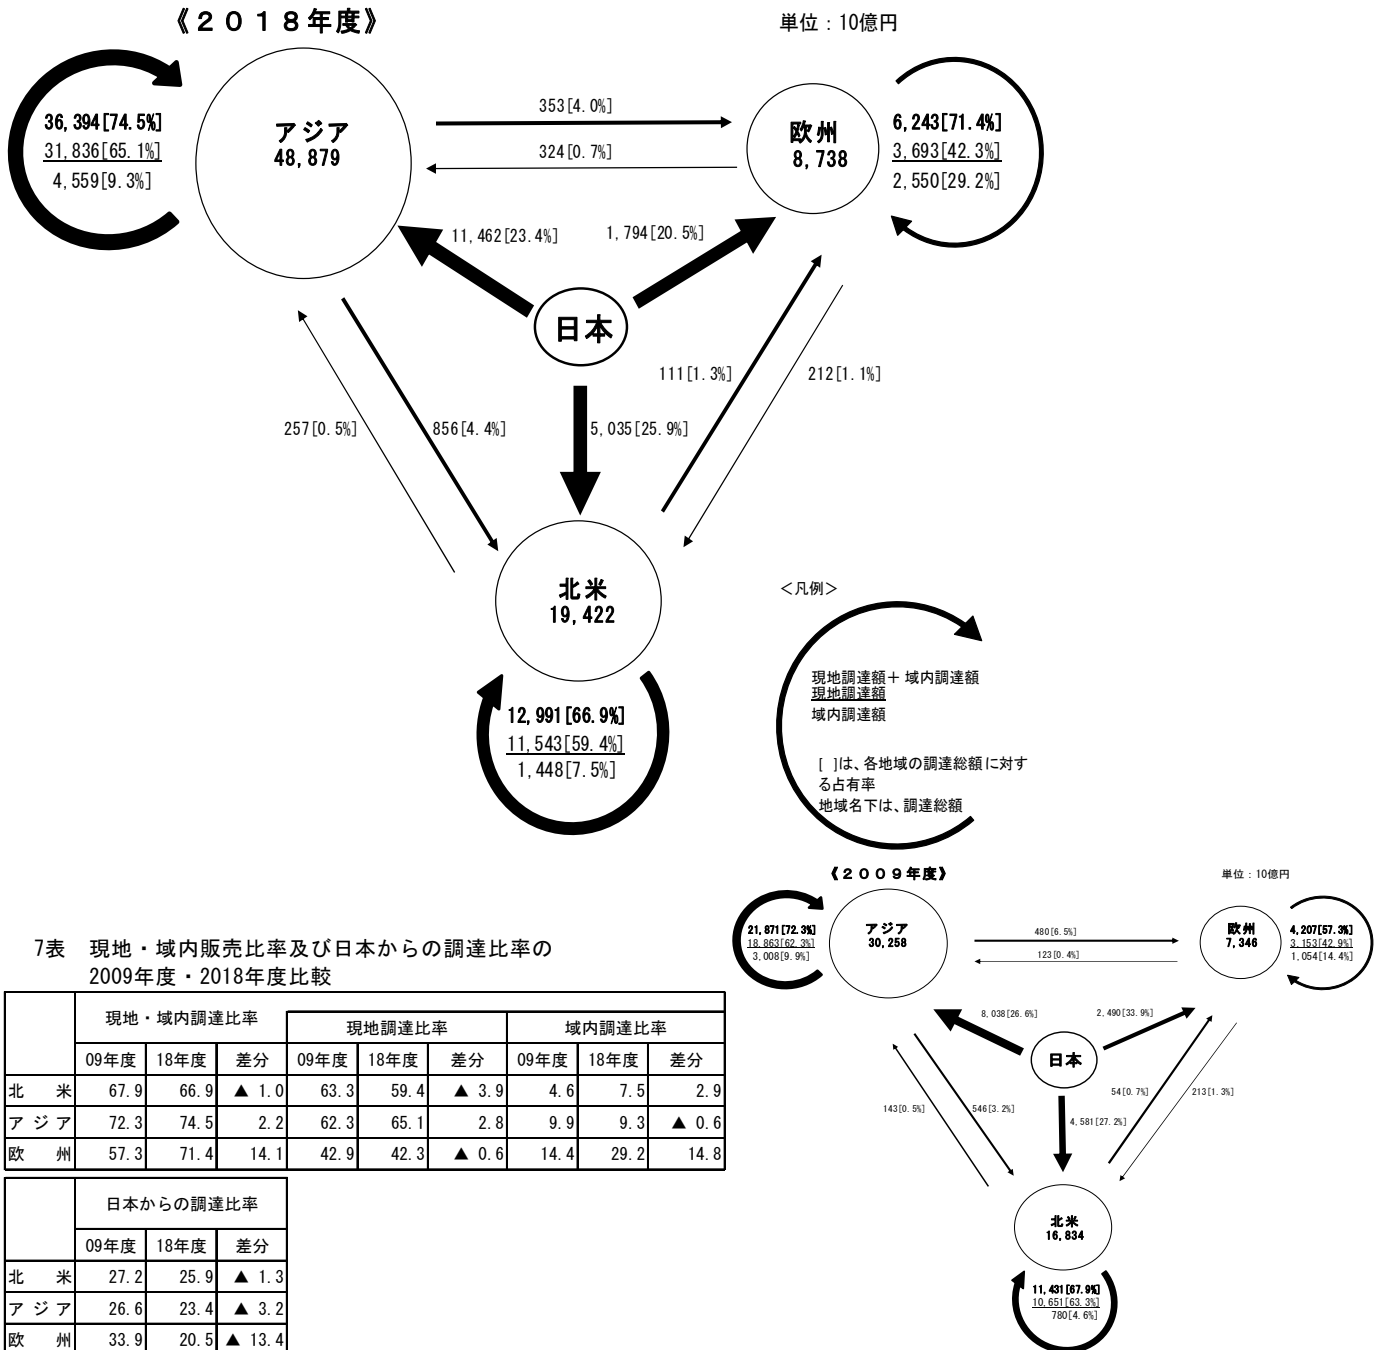 《２０１８年度》
単位：10億円
36,394[74.5%]
31,836[65.1%]
4,559[9.3%]
アジア
48,879
353[4.0%]
324[0.7%]
欧州
8,738
6,243[71.4%]
3,693[42.3%]
2,550[29.2%]
11,462[23.4%]
1,794[20.5%]
日本
257[0.5%]
856[4.4%]
5,035[25.9%]
111[1.3%]
212[1.1%]
北米
19,422
12,991[66.9%]
11,543[59.4%]
1,448[7.5%]
＜凡例＞
現地調達額＋域内調達額
現地調達額
域内調達額
[ ]は、各地域の調達総額に対す
る占有率
地域名下は、調達総額
《２００９年度》
単位：10億円
21,871[72.3%]
18,863[62.3%]
3,008[9.9%]
アジア
30,258
480[6.5%]
123[0.4%]
欧州
7,346
4,207[57.3%]
3,153[42.9%]
1,054[14.4%]
8,038[26.6%]
2,490[33.9%]
日本
143[0.5%]
546[3.2%]
4,581[27.2%]
54[0.7%]
213[1.3%]
北米
16,834
11,431[67.9%]
10,651[63.3%]
780[4.6%]
7表　現地・域内販売比率及び日本からの調達比率の
2009年度・2018年度比較
現地・域内調達比率 現地調達比率 域内調達比率
09年度 18年度 差分 09年度 18年度 差分 09年度 18年度 差分
北　米 67.9 66.9 ▲ 1.0 63.3 59.4 ▲ 3.9 4.6 7.5 2.9
アジア 72.3 74.5 2.2 62.3 65.1 2.8 9.9 9.3 ▲ 0.6
欧　州 57.3 71.4 14.1 42.9 42.3 ▲ 0.6 14.4 29.2 14.8
日本からの調達比率
09年度 18年度 差分
北　米 27.2 25.9 ▲ 1.3
アジア 26.6 23.4 ▲ 3.2
欧　州 33.9 20.5 ▲ 13.4